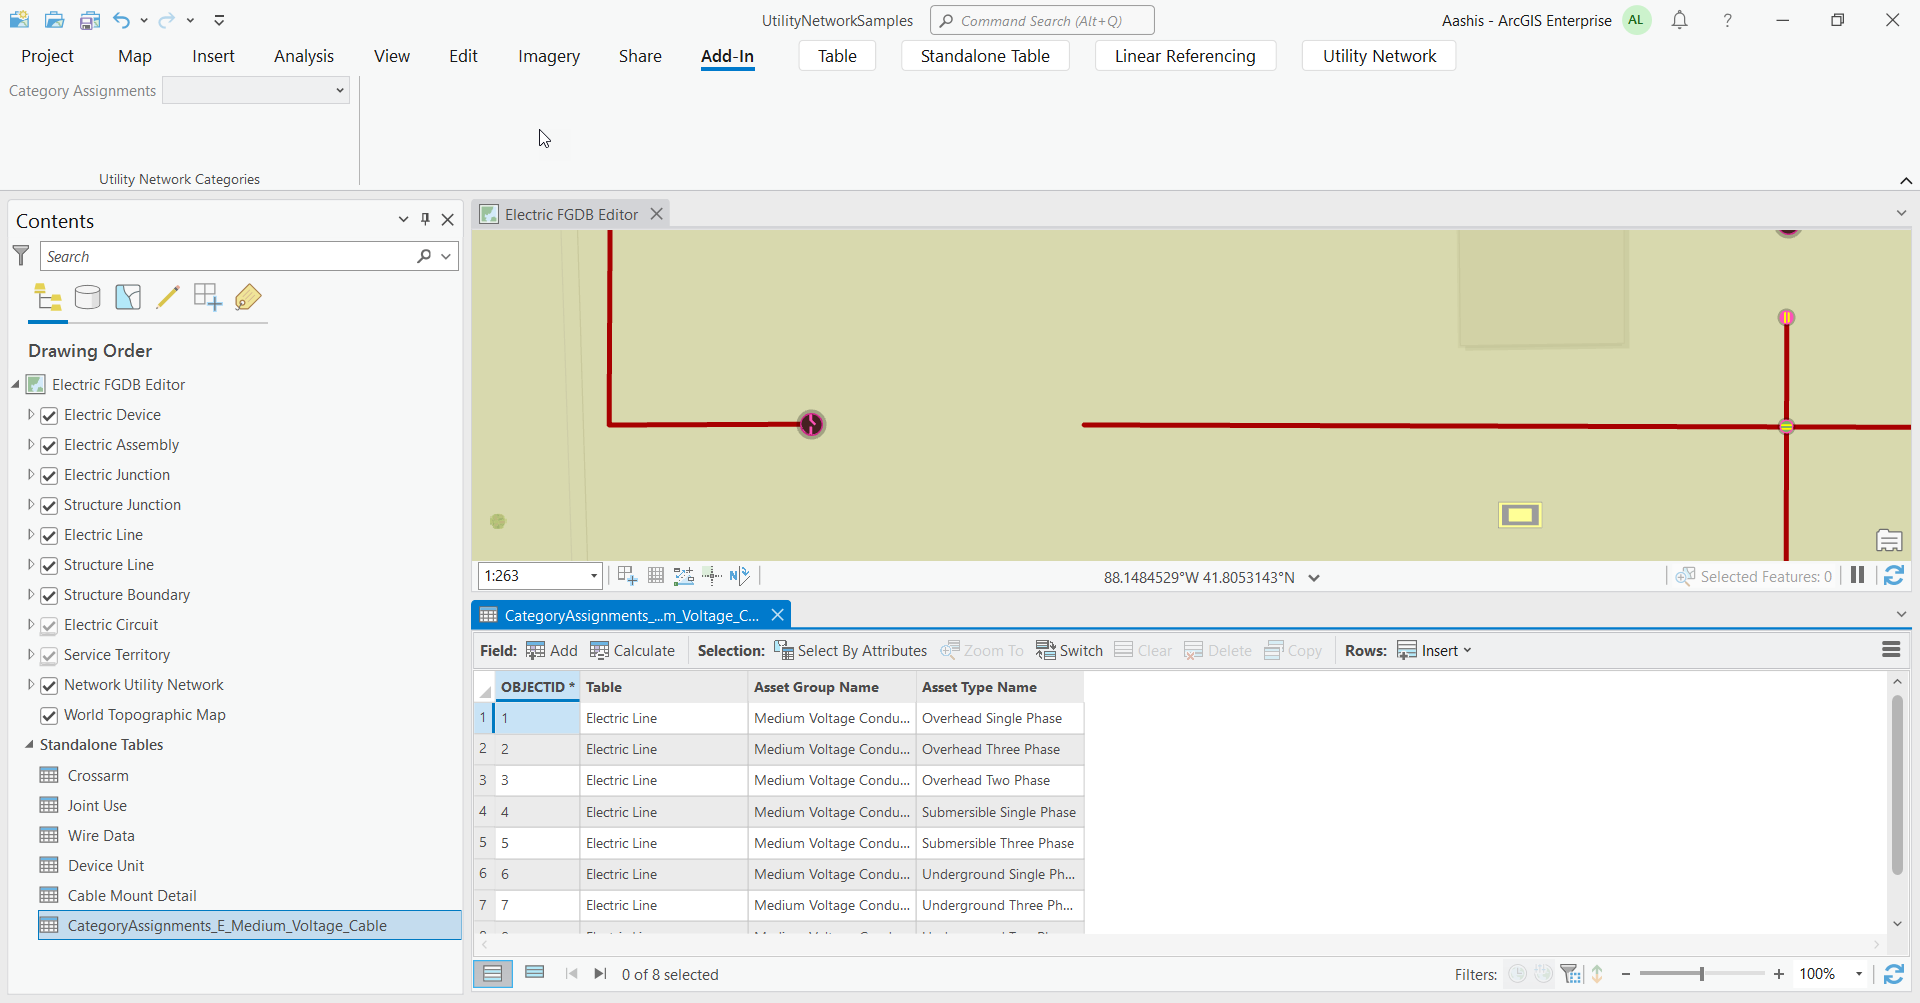 UtilityNetworkSamples
Command Search (Alt+Q)
Aashis - ArcGIS Enterprise
AL
?
Project
Map
Insert
Analysis
View
Edit
Imagery
Share
Add-In
Table
Standalone Table
Linear Referencing
Utility Network
Category Assignments
Utility Network Categories
Contents
Search
Drawing Order
Electric FGDB Editor
Electric Device
Electric Assembly
Electric Junction
Structure Junction
Electric Line
Structure Line
Structure Boundary
Electric Circuit
Service Territory
Network Utility Network
World Topographic Map
Standalone Tables
Crossarm
Joint Use
Wire Data
Device Unit
Cable Mount Detail
CategoryAssignments_E_Medium_Voltage_Cable
Electric FGDB Editor
1:263
88.1484529°W 41.8053143°N
Selected Features: 0
CategoryAssignments_...m_Voltage_C...
Field: Add Calculate Selection: Select By Attributes Zoom To Switch Clear Delete Copy Rows: Insert
OBJECTID * Table Asset Group Name Asset Type Name
1 1 Electric Line Medium Voltage Condu... Overhead Single Phase
2 2 Electric Line Medium Voltage Condu... Overhead Three Phase
3 3 Electric Line Medium Voltage Condu... Overhead Two Phase
4 4 Electric Line Medium Voltage Condu... Submersible Single Phase
5 5 Electric Line Medium Voltage Condu... Submersible Three Phase
6 6 Electric Line Medium Voltage Condu... Underground Single Ph...
7 7 Electric Line Medium Voltage Condu... Underground Three Ph...
0 of 8 selected
Filters:
100%